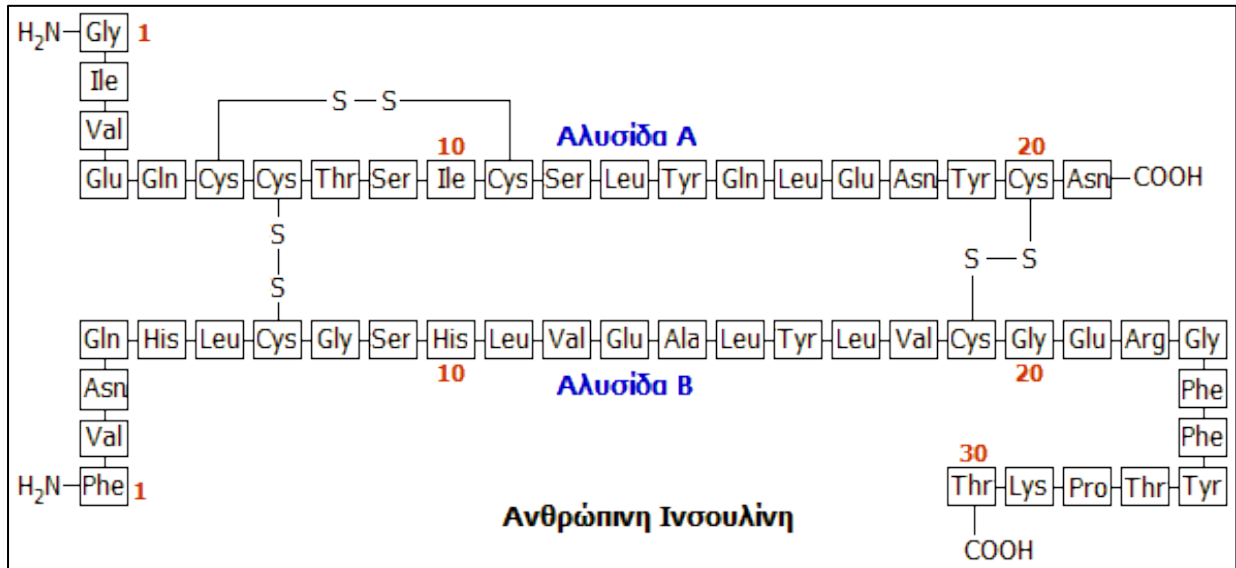 H₂N Gly 1
Ile
S S
Val
10 Αλυσίδα Α 20
Glu Gln Cys Cys Thr Ser Ile Cys Ser Leu Tyr Gln Leu Glu Asn Tyr Cys Asn COOH
S
S S
S
Gln His Leu Cys Gly Ser His Leu Val Glu Ala Leu Tyr Leu Val Cys Gly Glu Arg Gly
10 Αλυσίδα Β 20
Asn Phe
Val Phe
30
H₂N Phe 1 Thr Lys Pro Thr Tyr
Ανθρώπινη Ινσουλίνη
COOH